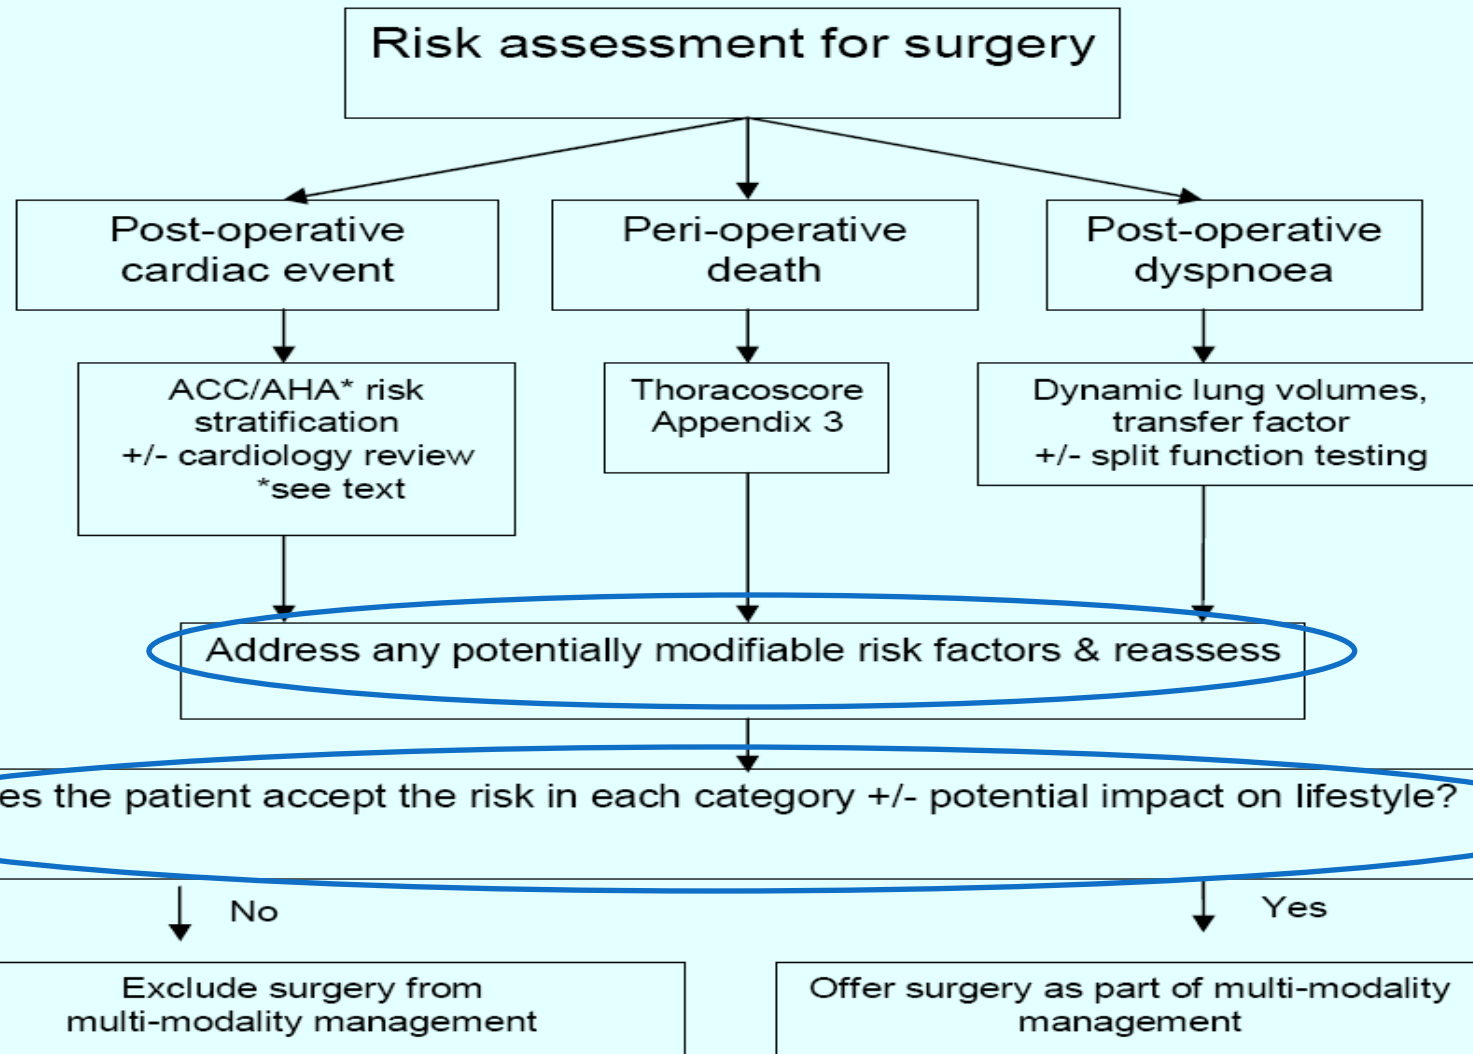 Risk assessment for surgery
Post-operative
cardiac event
Peri-operative
death
Post-operative
dyspnoea
ACC/AHA* risk
stratification
+/- cardiology review
*see text
Thoracoscore
Appendix 3
Dynamic lung volumes,
transfer factor
+/- split function testing
Address any potentially modifiable risk factors & reassess
es the patient accept the risk in each category +/- potential impact on lifestyle?
No
Yes
Exclude surgery from
multi-modality management
Offer surgery as part of multi-modality
management